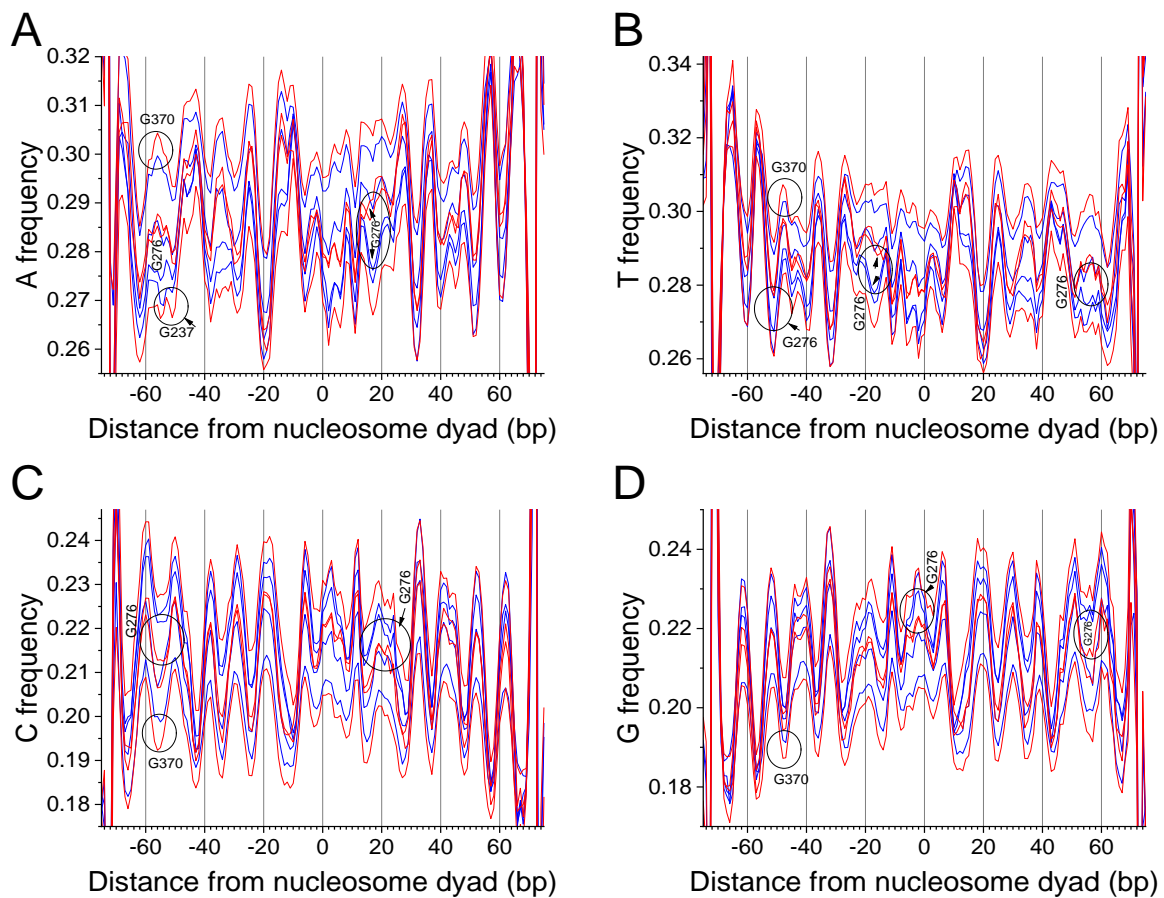 A
B
0.32
0.31
0.30
0.29
0.28
0.27
0.26
A frequency
G370
G276
G237
G276
-60 -40 -20 0 20 40 60
Distance from nucleosome dyad (bp)
0.34
0.32
0.30
0.28
0.26
T frequency
G370
G276
G276
G276
-60 -40 -20 0 20 40 60
Distance from nucleosome dyad (bp)
C
D
0.24
0.23
0.22
0.21
0.20
0.19
0.18
C frequency
G276
G276
G370
-60 -40 -20 0 20 40 60
Distance from nucleosome dyad (bp)
0.24
0.22
0.20
0.18
G frequency
G276
G276
G370
-60 -40 -20 0 20 40 60
Distance from nucleosome dyad (bp)